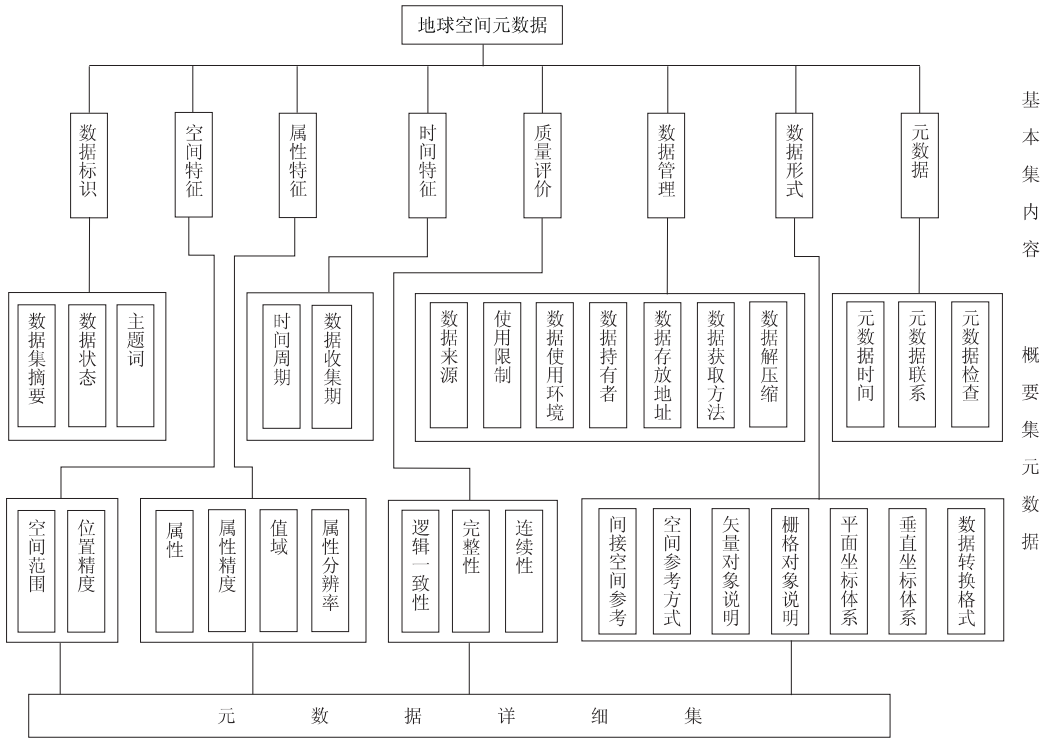 地球空间元数据
数据标识
空间特征
属性特征
时间特征
质量评价
数据管理
数据形式
元数据
基本集内容
数据集摘要
数据状态
主题词
时间周期
数据收集期
数据来源
使用限制
数据使用环境
数据持有者
数据存放地址
数据获取方法
数据解压缩
元数据时间
元数据联系
元数据检查
概要集元数据
空间范围
位置精度
属性
属性精度
值域
属性分辨率
逻辑一致性
完整性
连续性
间接空间参考
空间参考方式
矢量对象说明
栅格对象说明
平面坐标体系
垂直坐标体系
数据转换格式
元数据详细集